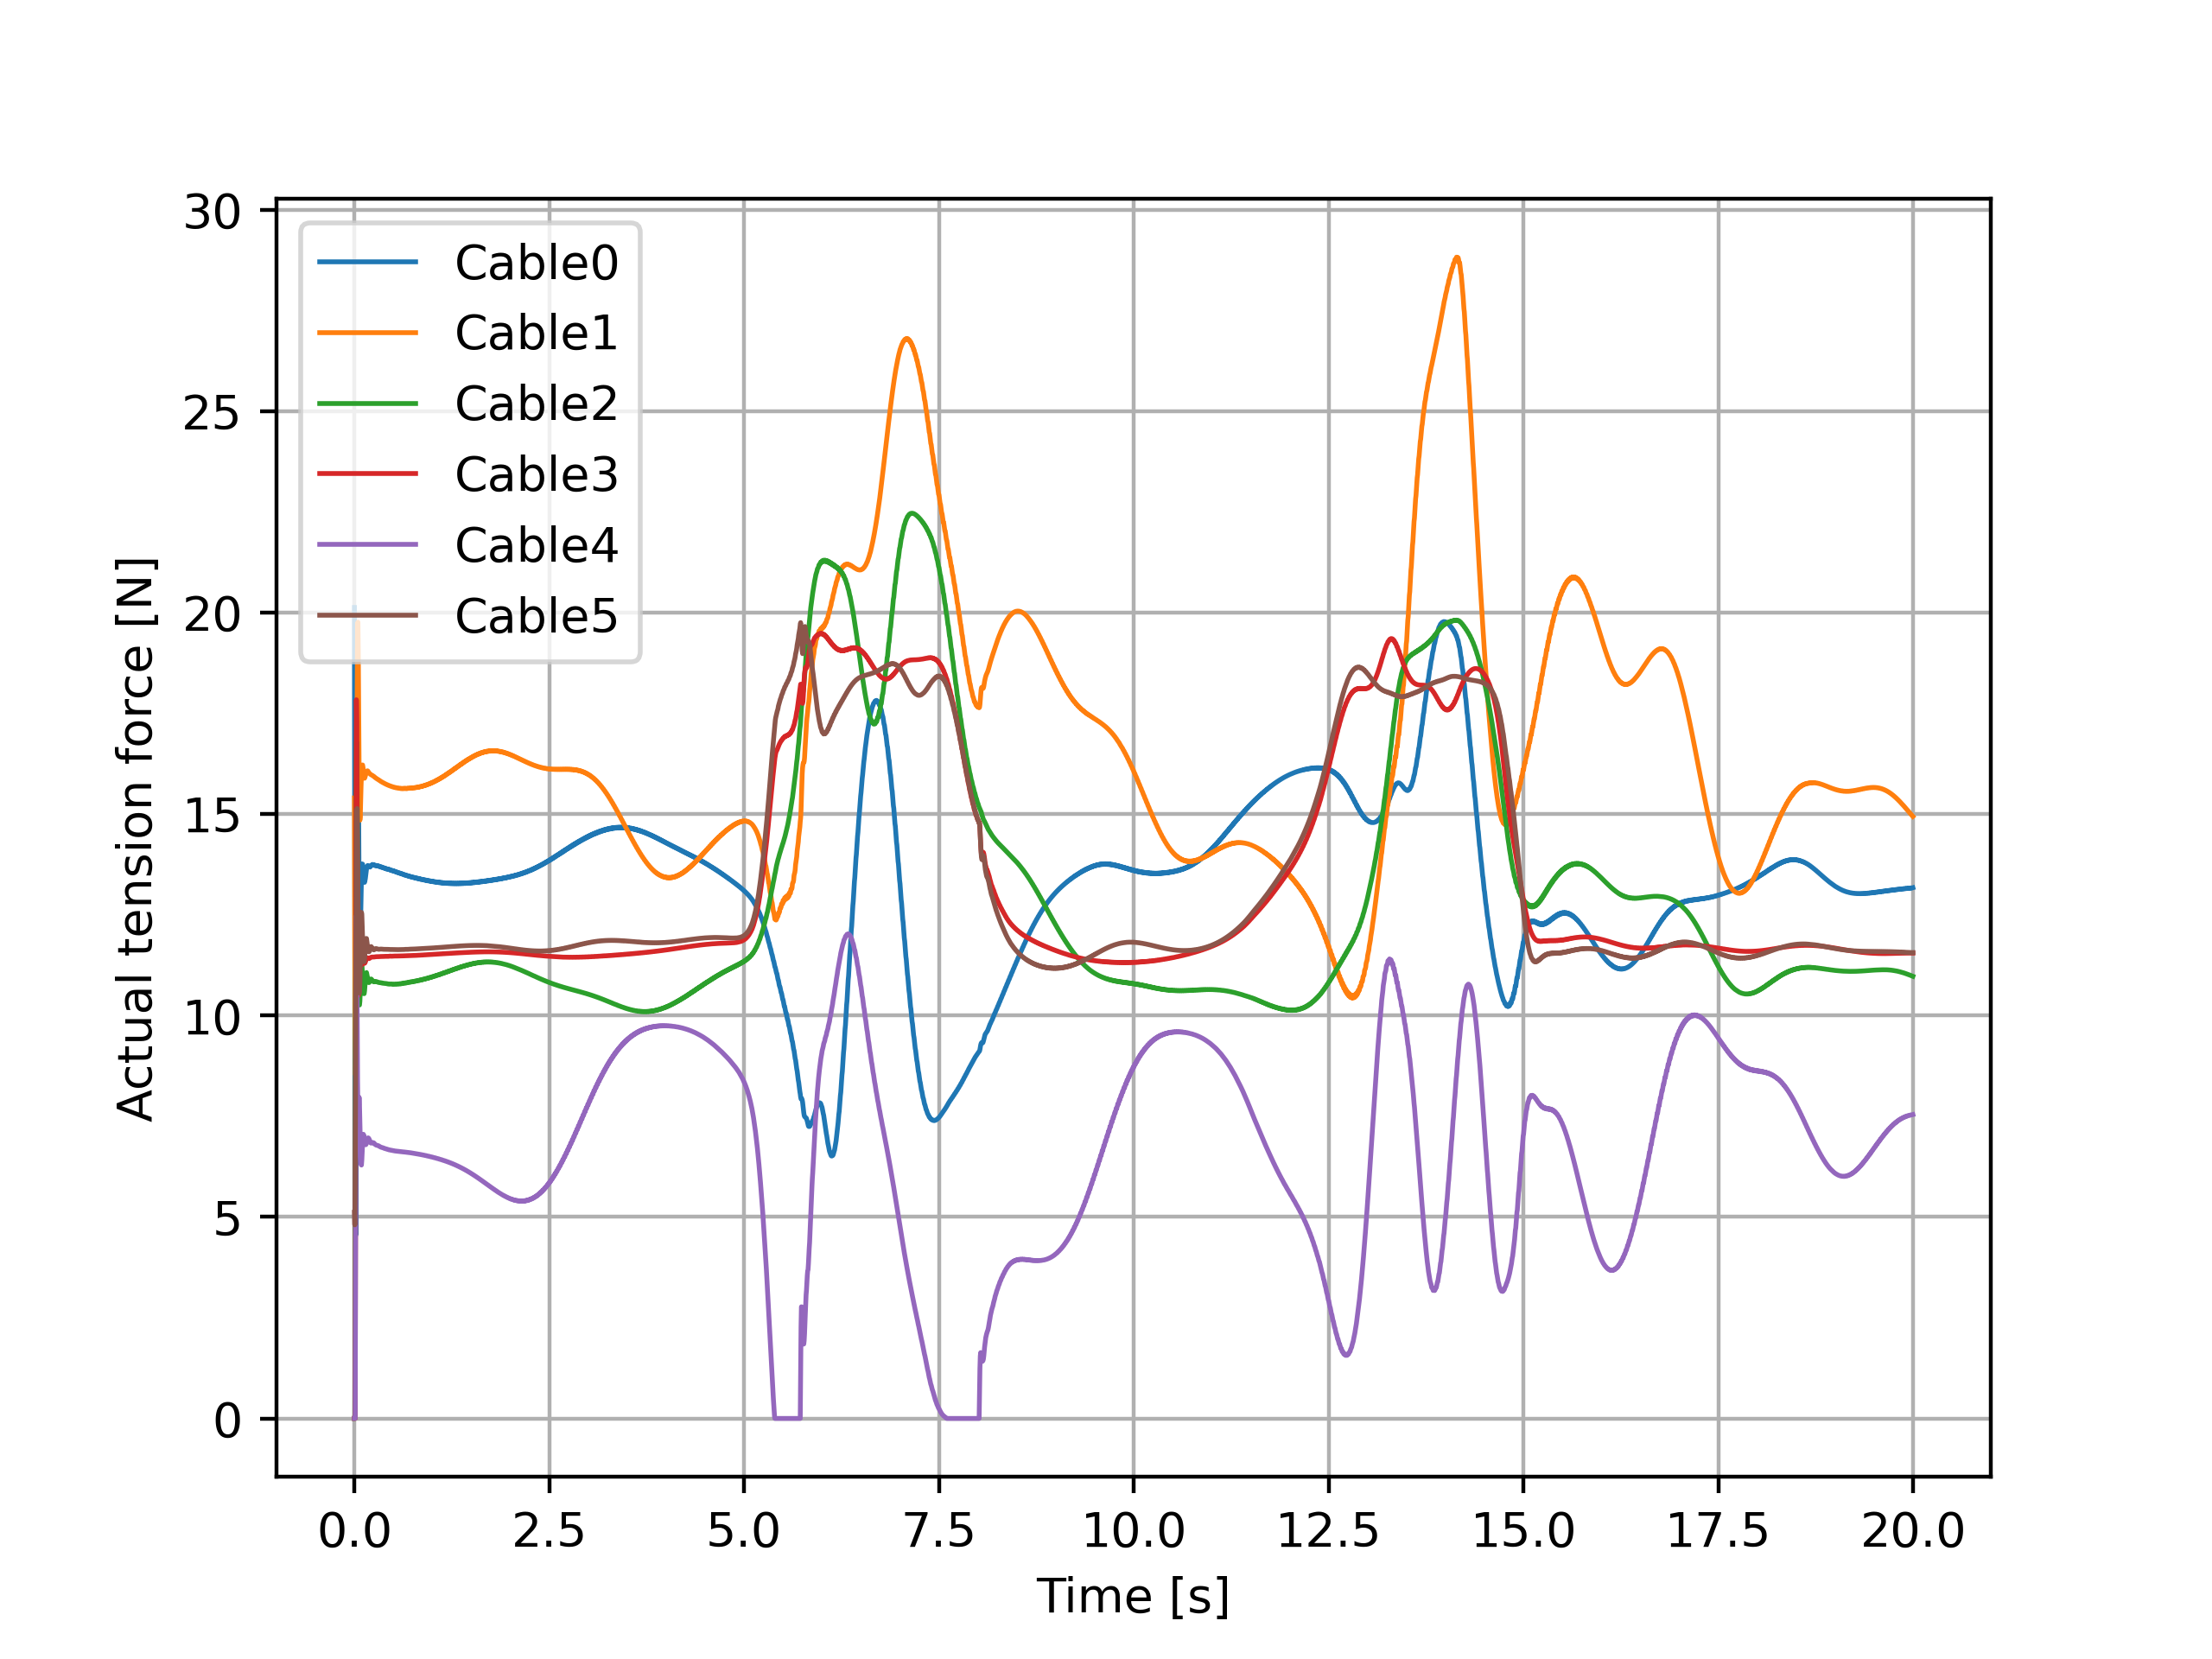 Actual tension force [N]
30
25
20
15
10
5
0
Cable0
Cable1
Cable2
Cable3
Cable4
Cable5
0.0 2.5 5.0 7.5 10.0 12.5 15.0 17.5 20.0
Time [s]